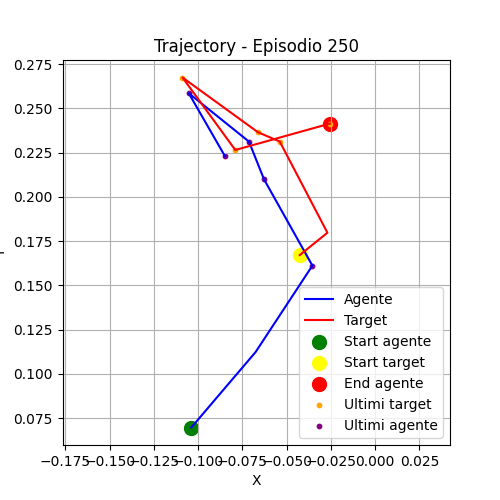 Trajectory - Episodio 250
0.275
0.250
0.225
0.200
0.175
0.150
0.125
0.100
0.075
−0.175 −0.150 −0.125 −0.100 −0.075 −0.050 −0.025 0.000 0.025
X
Agente
Target
Start agente
Start target
End agente
Ultimi target
Ultimi agente